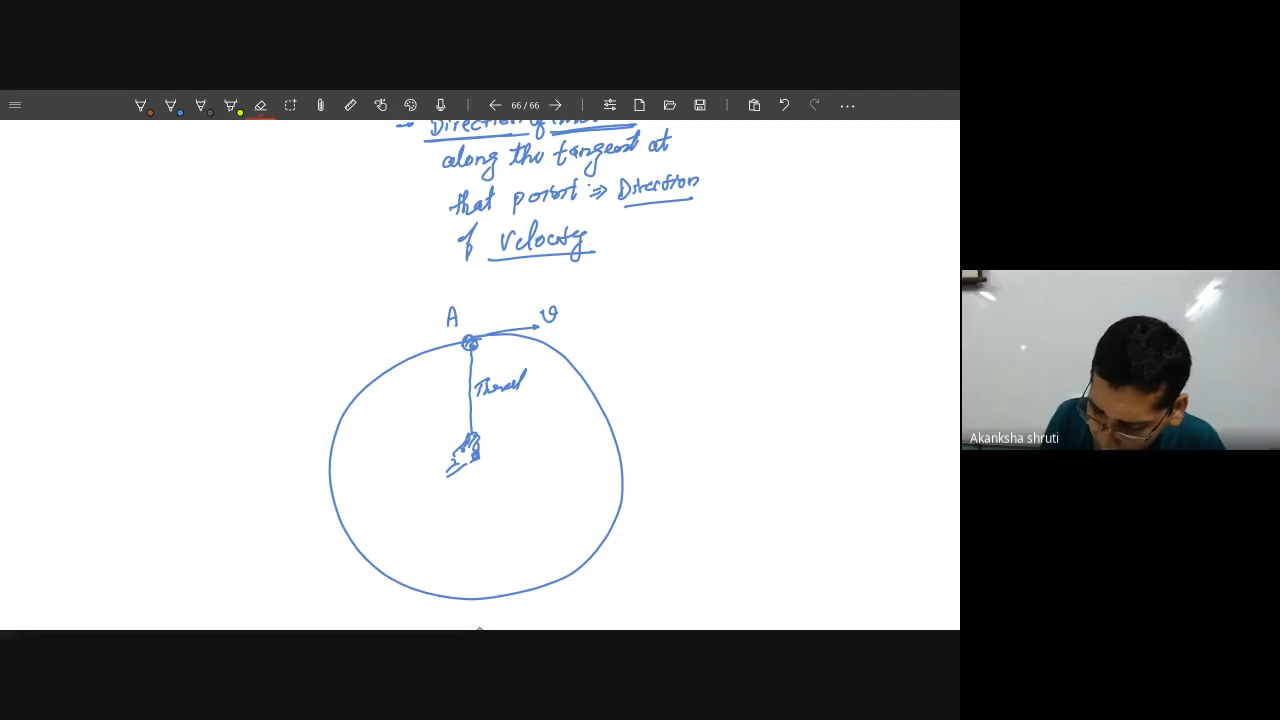 66 / 66
→ Direction of
along the tangent at
that point ⇒ Direction
of Velocity
A
v
Thread
Akanksha shruti